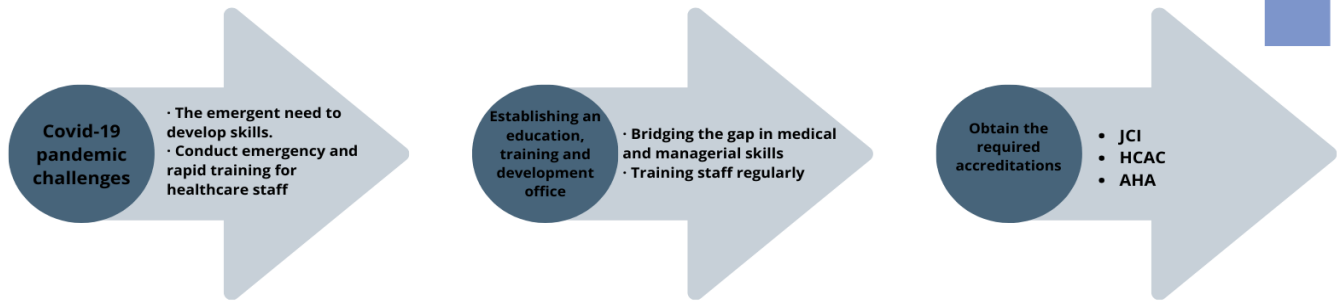 Covid-19
pandemic
challenges
· The emergent need to
develop skills.
· Conduct emergency and
rapid training for
healthcare staff
Establishing an
education,
training and
development
office
· Bridging the gap in medical
and managerial skills
· Training staff regularly
Obtain the
required
accreditations
• JCI
• HCAC
• AHA